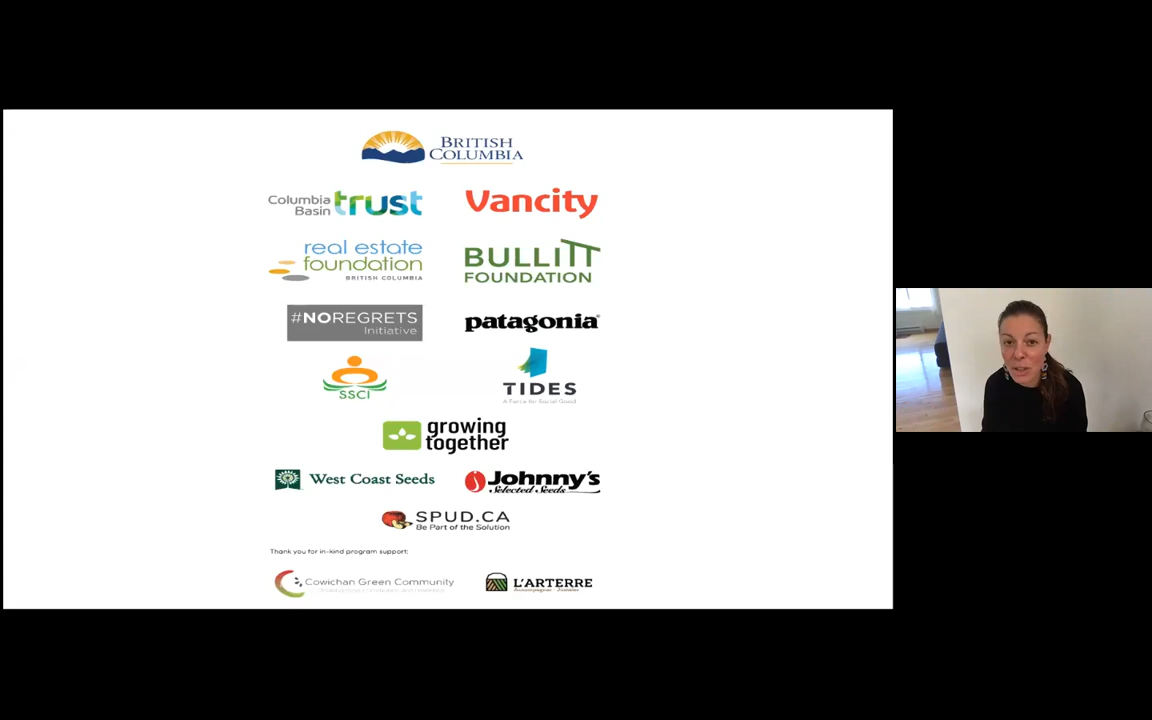 BRITISH
COLUMBIA
Columbia
Basin trust
Vancity
real estate
foundation
BRITISH COLUMBIA
BULLITT
FOUNDATION
#NOREGRETS
Initiative
patagonia®
SSCI
TIDES
A Force for Social Good
growing
together
West Coast Seeds
Johnny's
Selected Seeds
SPUD.CA
Be Part of the Solution
Thank you for in-kind program support:
Cowichan Green Community
L'ARTERRE